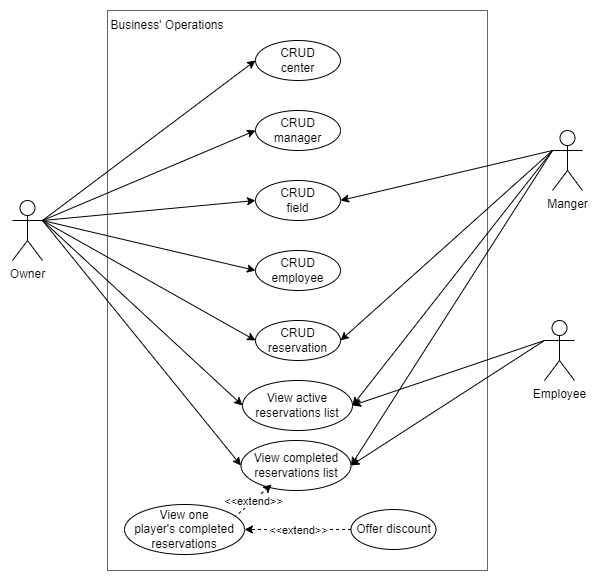 Business' Operations
CRUD
center
CRUD
manager
CRUD
field
CRUD
employee
CRUD
reservation
View active
reservations list
View completed
reservations list
<<extend>>
View one
player's completed
reservations
<<extend>>
Offer discount
Owner
Manger
Employee